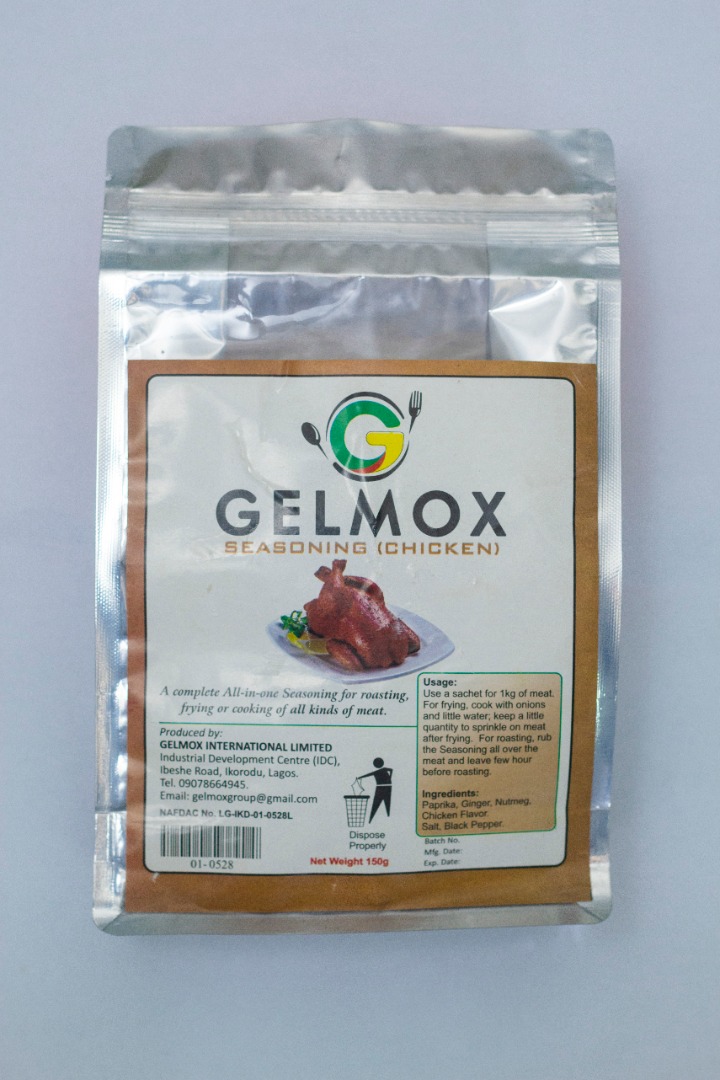 G
GELMOX
SEASONING (CHICKEN)
A complete All-in-one Seasoning for roasting,
frying or cooking of all kinds of meat.
Produced by:
GELMOX INTERNATIONAL LIMITED
Industrial Development Centre (IDC),
Ibeshe Road, Ikorodu, Lagos.
Tel. 09078664945.
Email: gelmoxgroup@gmail.com
NAFDAC No. LG-IKD-01-0528L
01-0528
Dispose
Properly
Net Weight 150g
Usage:
Use a sachet for 1kg of meat.
For frying, cook with onions
and little water; keep a little
quantity to sprinkle on meat
after frying. For roasting, rub
the Seasoning all over the
meat and leave few hour
before roasting.
Ingredients:
Paprika, Ginger, Nutmeg,
Chicken Flavor.
Salt, Black Pepper.
Batch No.
Mfg. Date:
Exp. Date: